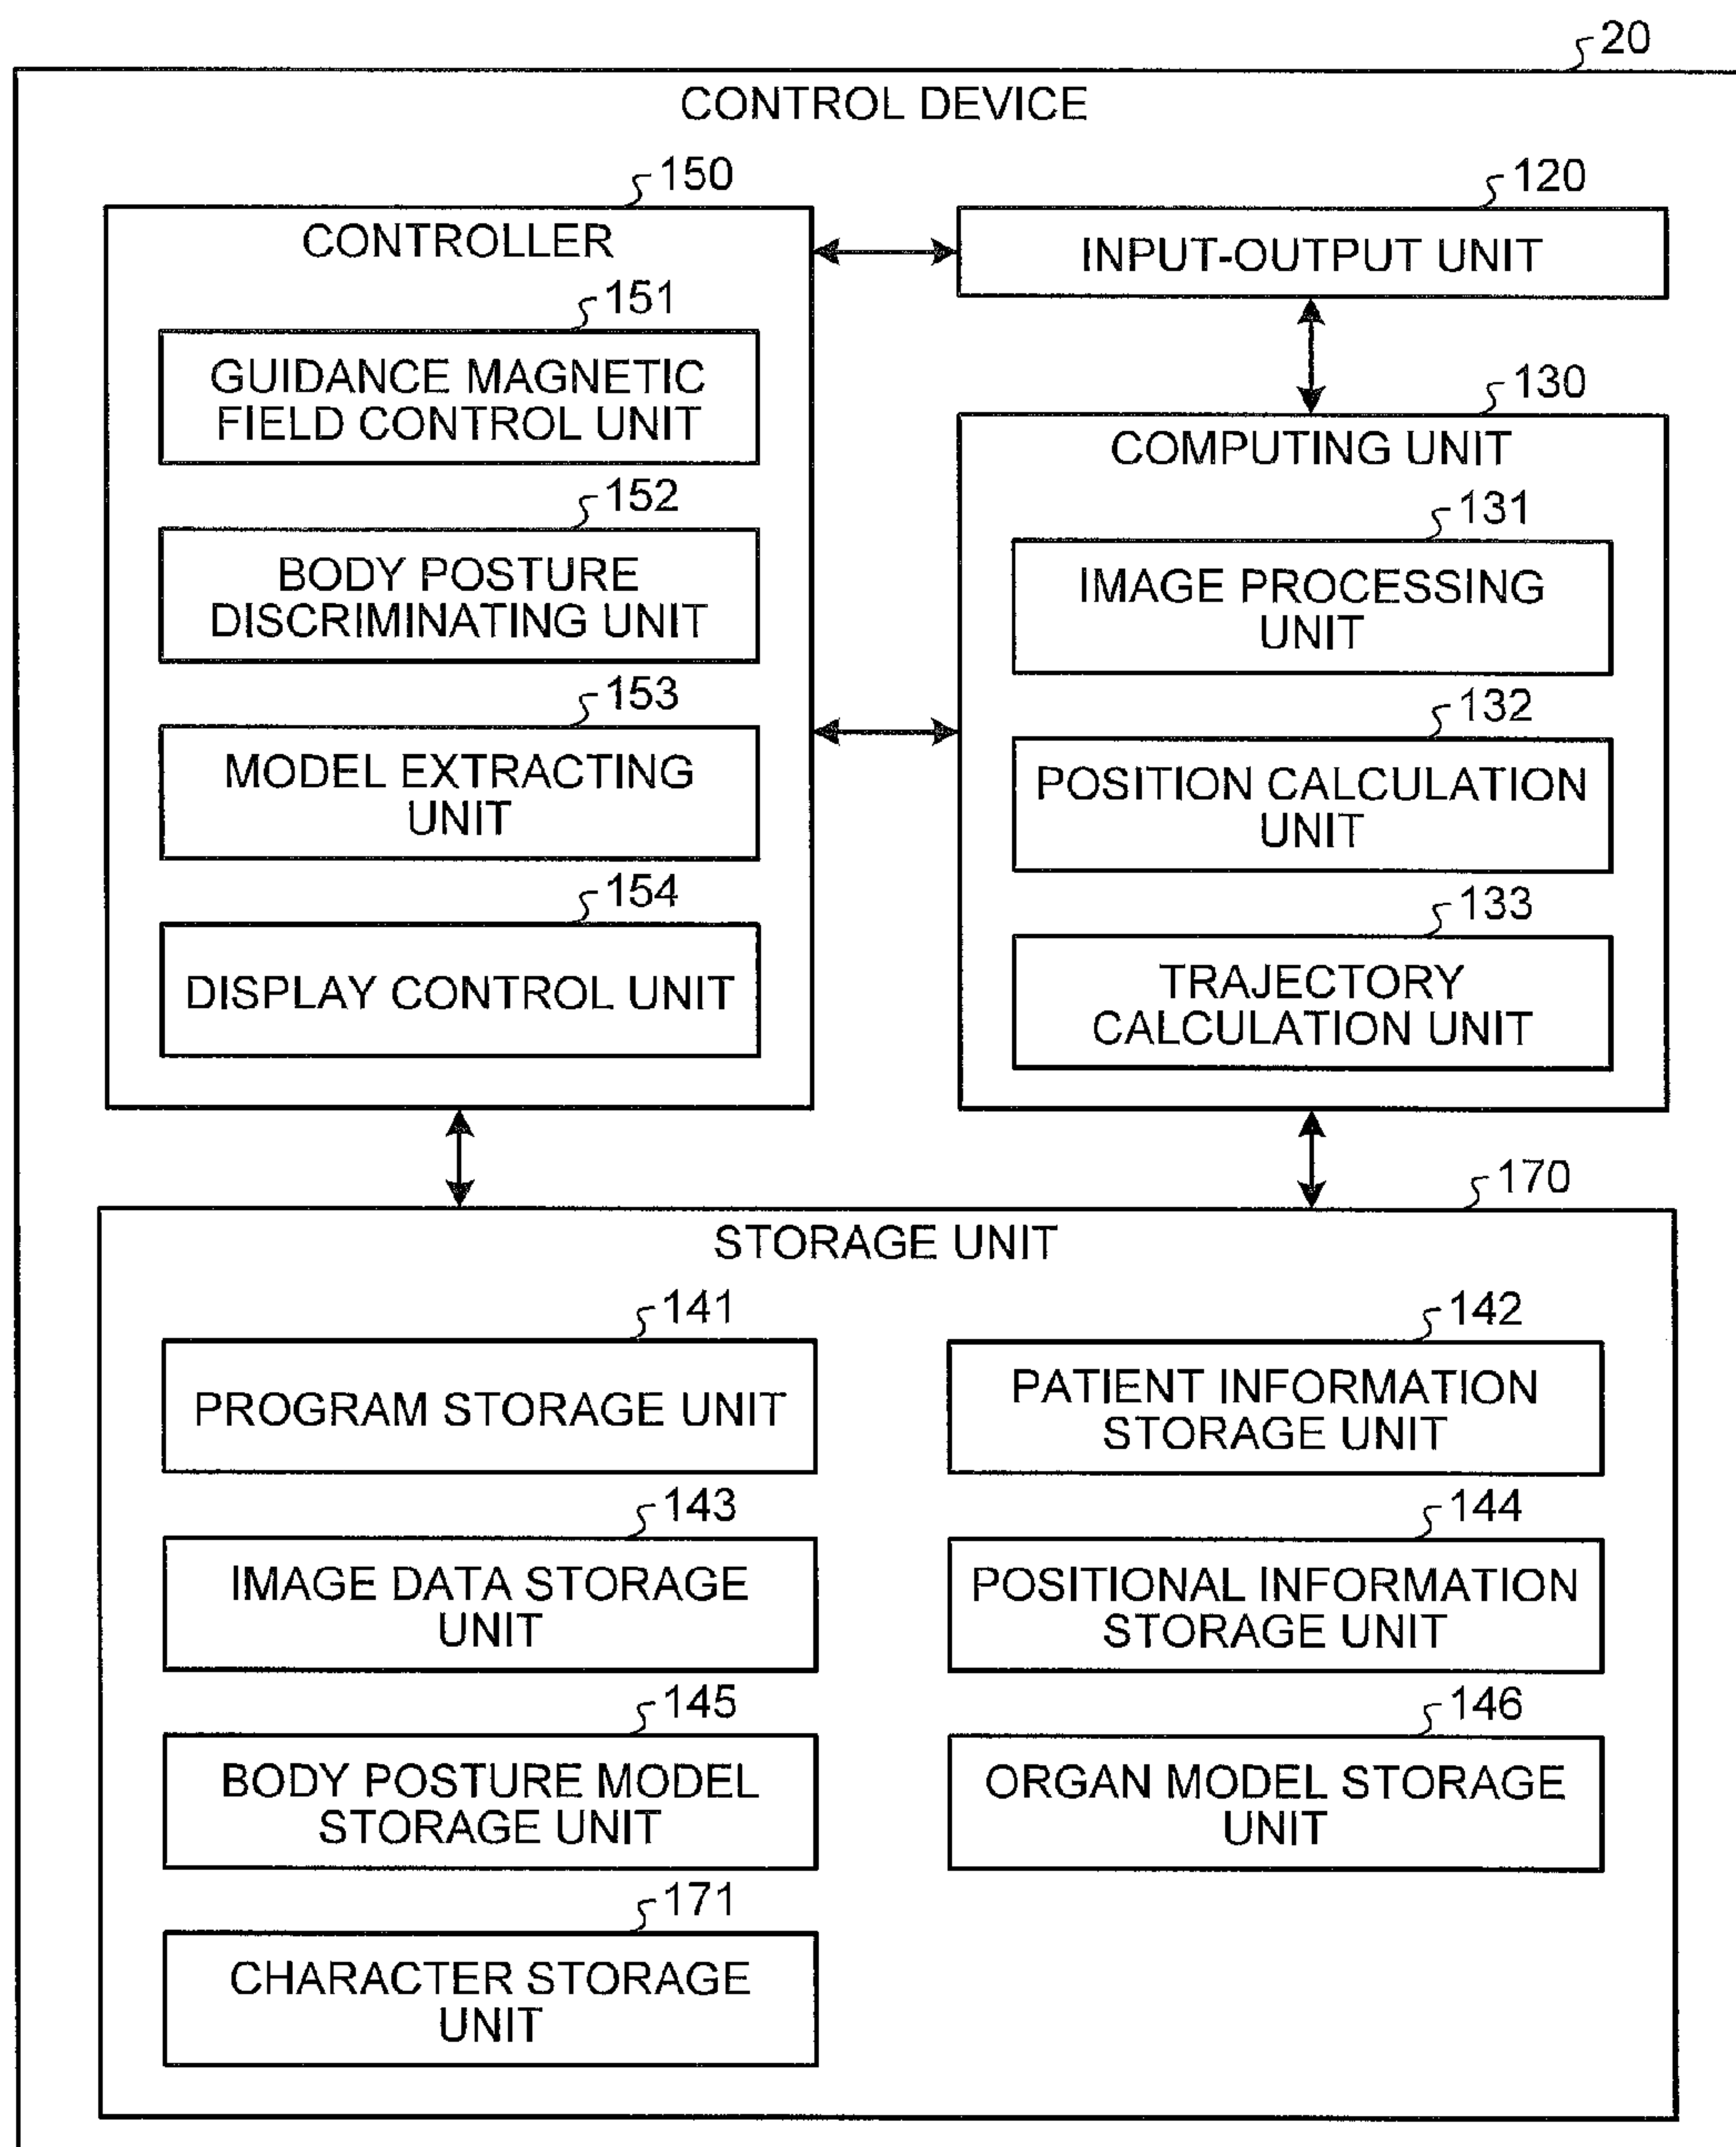 20
CONTROL DEVICE
150
CONTROLLER
151
GUIDANCE MAGNETIC
FIELD CONTROL UNIT
152
BODY POSTURE
DISCRIMINATING UNIT
153
MODEL EXTRACTING
UNIT
154
DISPLAY CONTROL UNIT
120
INPUT-OUTPUT UNIT
130
COMPUTING UNIT
131
IMAGE PROCESSING
UNIT
132
POSITION CALCULATION
UNIT
133
TRAJECTORY
CALCULATION UNIT
170
STORAGE UNIT
141
PROGRAM STORAGE UNIT
142
PATIENT INFORMATION
STORAGE UNIT
143
IMAGE DATA STORAGE
UNIT
144
POSITIONAL INFORMATION
STORAGE UNIT
145
BODY POSTURE MODEL
STORAGE UNIT
146
ORGAN MODEL STORAGE
UNIT
171
CHARACTER STORAGE
UNIT